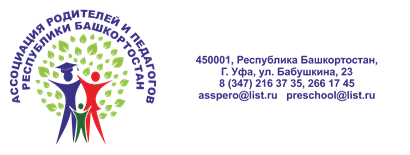 АССОЦИАЦИЯ РОДИТЕЛЕЙ И ПЕДАГОГОВ
РЕСПУБЛИКИ БАШКОРТОСТАН
450001, Республика Башкортостан,
Г. Уфа, ул. Бабушкина, 23
8 (347) 216 37 35, 266 17 45
asspero@list.ru preschool@list.ru